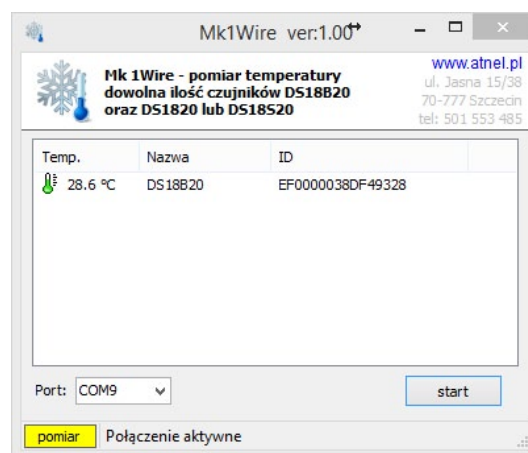 Mk1Wire ver:1.00
Mk 1Wire - pomiar temperatury
dowolna ilość czujników DS18B20
oraz DS1820 lub DS18S20
www.atnel.pl
ul. Jasna 15/38
70-777 Szczecin
tel: 501 553 485
Temp. Nazwa ID
28.6 °C DS18B20 EF0000038DF49328
Port: COM9 start
pomiar Połączenie aktywne